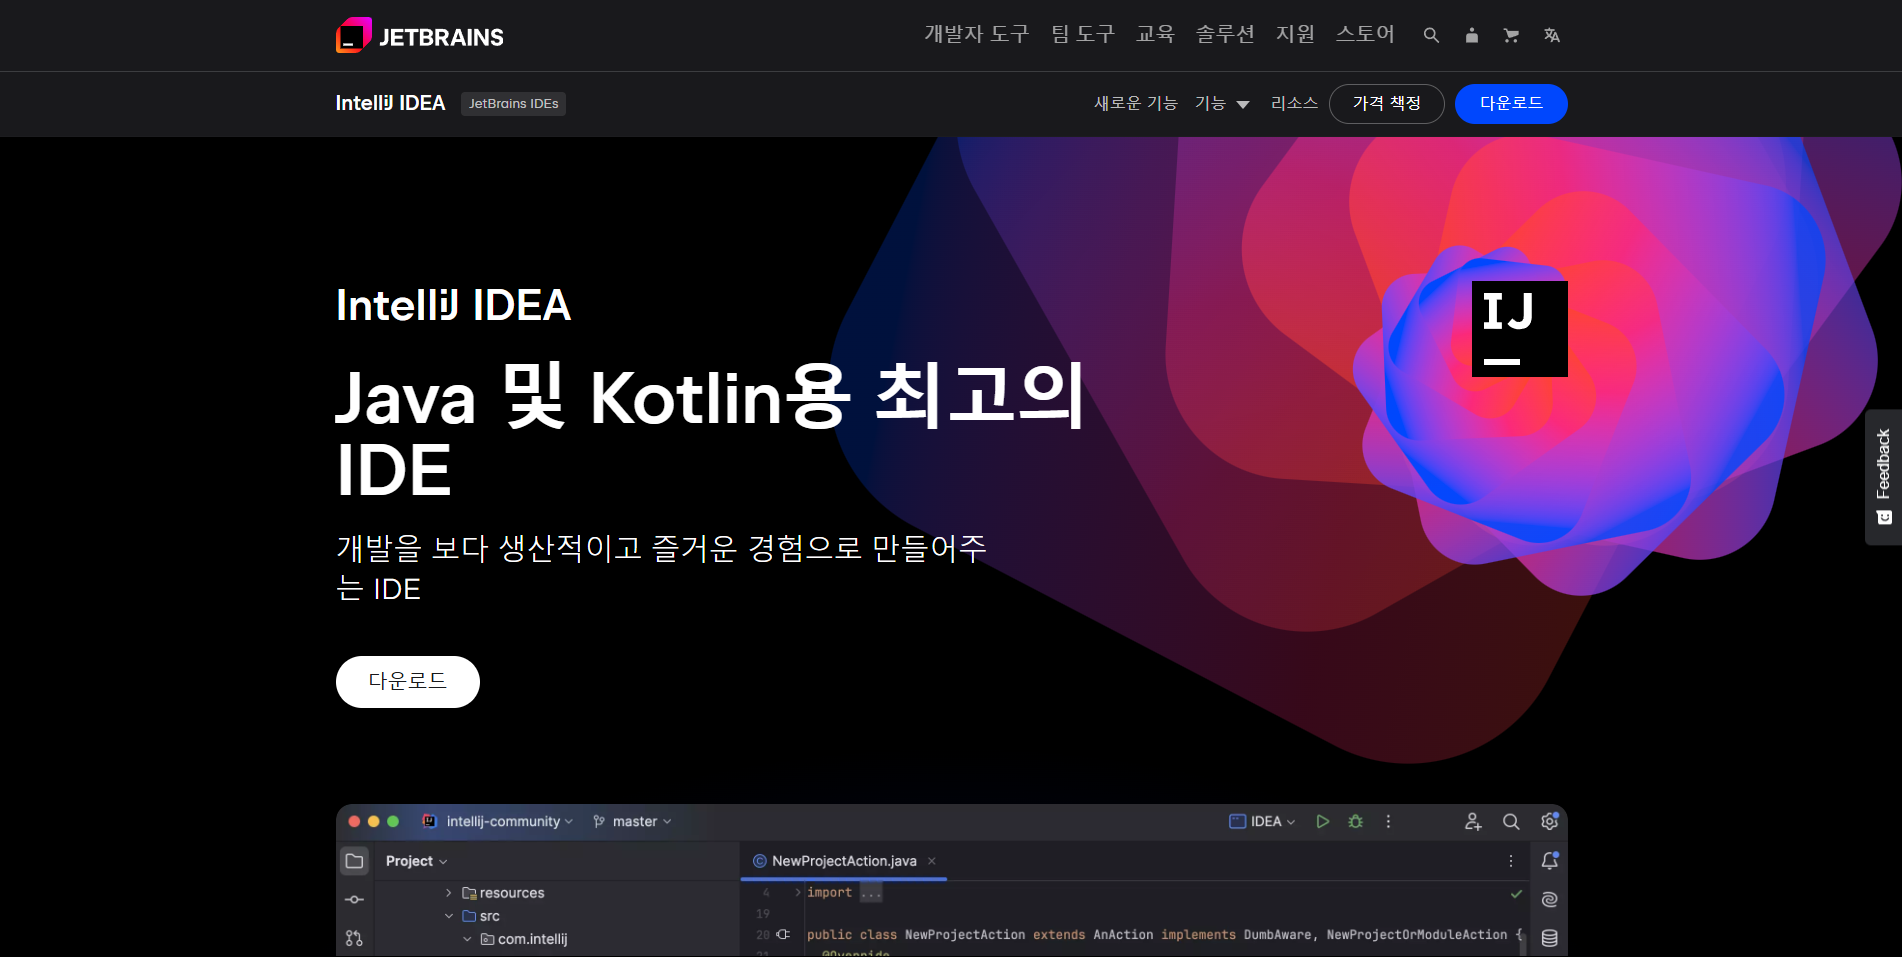 JETBRAINS
개발자 도구 팀 도구 교육 솔루션 지원 스토어
IntelliJ IDEA JetBrains IDEs
새로운 기능 기능 리소스 가격 책정 다운로드
IntelliJ IDEA
IJ
Java 및 Kotlin용 최고의
IDE
개발을 보다 생산적이고 즐거운 경험으로 만들어주
는 IDE
다운로드
Feedback
intellij-community master IDEA
Project NewProjectAction.java
resources 4 import ...
src 19
com.intellij 20 public class NewProjectAction extends AnAction implements DumbAware, NewProjectOrModuleAction {
21 @Override